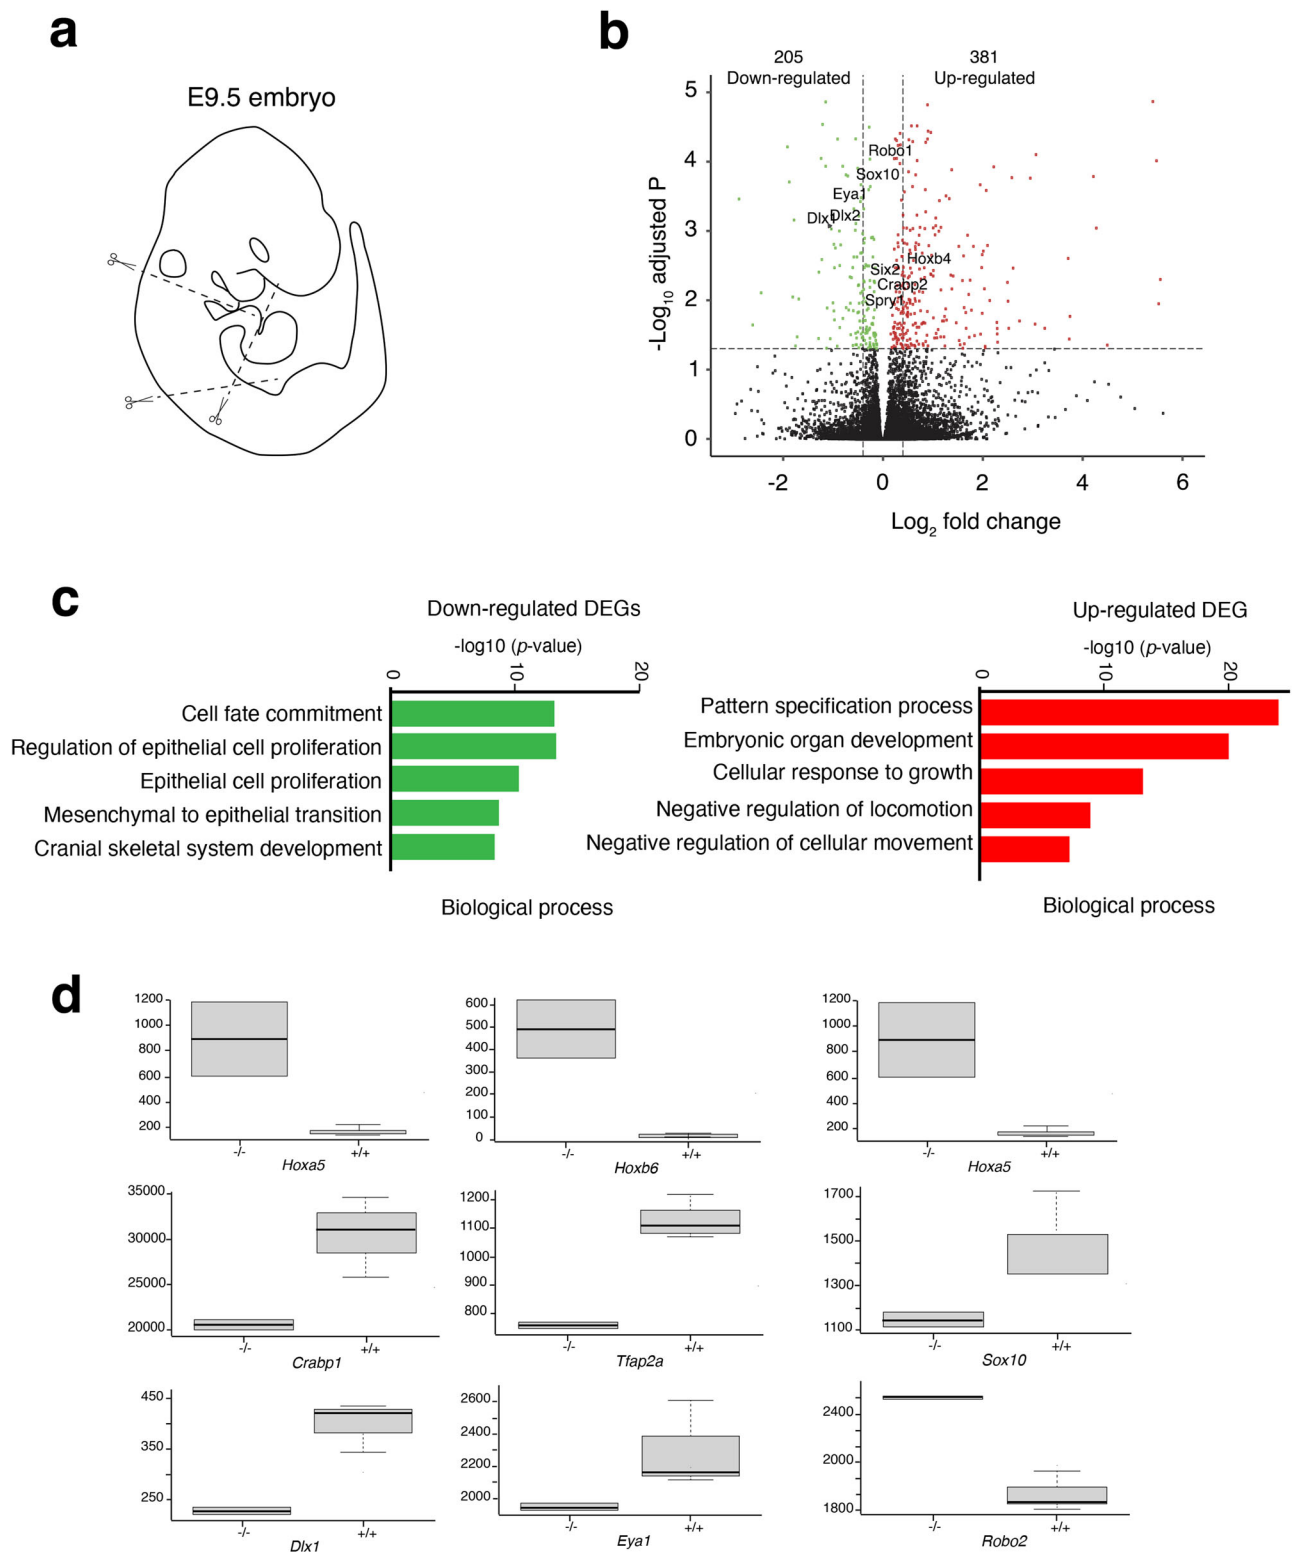 a
E9.5 embryo
b
205
Down-regulated
381
Up-regulated
-Log10 adjusted P
5
4
3
2
1
0
Robo1
Sox10
Eya1
Dlx1
Dlx2
Hoxb4
Six2
Crabp2
Spry1
-2
0
2
4
6
Log2 fold change
c
Down-regulated DEGs
-log10 (p-value)
0
10
20
Cell fate commitment
Regulation of epithelial cell proliferation
Epithelial cell proliferation
Mesenchymal to epithelial transition
Cranial skeletal system development
Biological process
Up-regulated DEG
-log10 (p-value)
0
10
20
Pattern specification process
Embryonic organ development
Cellular response to growth
Negative regulation of locomotion
Negative regulation of cellular movement
Biological process
d
1200
1000
800
600
400
200
-/-
+/+
Hoxa5
600
500
400
300
200
100
0
-/-
+/+
Hoxb6
1200
1000
800
600
400
200
-/-
+/+
Hoxa5
35000
30000
25000
20000
-/-
+/+
Crabp1
1200
1100
1000
900
800
-/-
+/+
Tfap2a
1700
1500
1300
1100
-/-
+/+
Sox10
450
350
250
-/-
+/+
Dlx1
2600
2400
2200
2000
-/-
+/+
Eya1
2400
2000
1800
-/-
+/+
Robo2